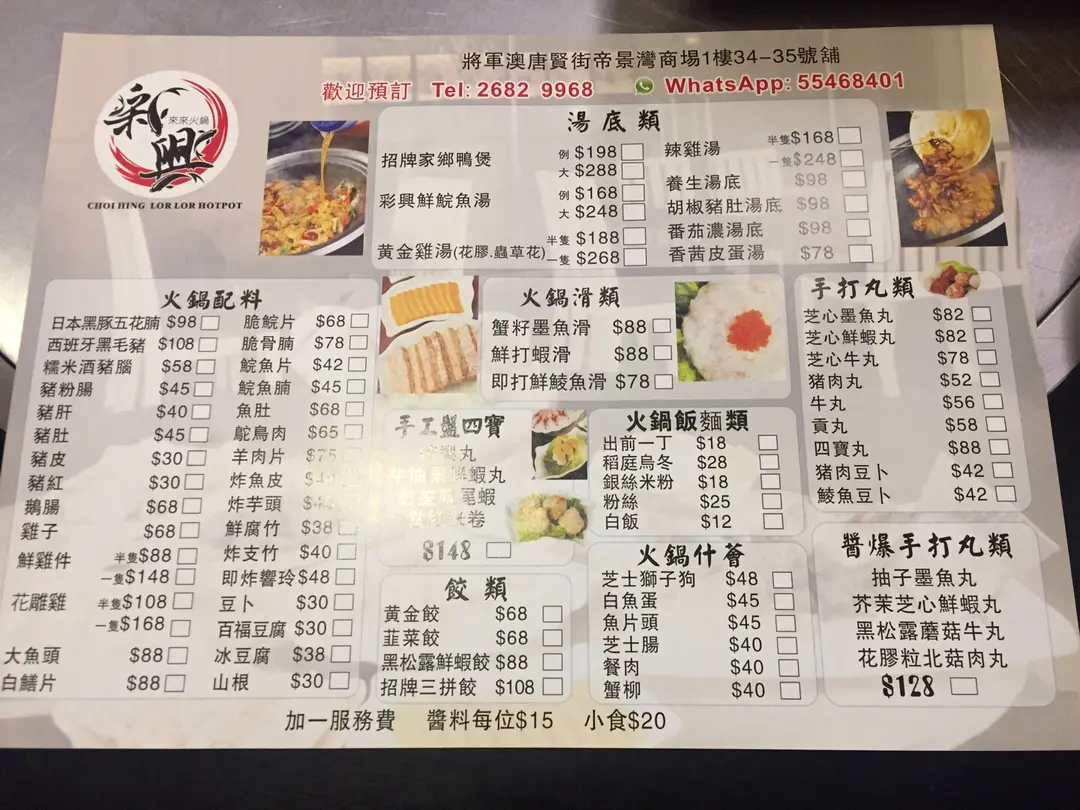 將軍澳唐賢街帝景灣商場1樓34-35號舖
歡迎預訂 Tel: 2682 9968 WhatsApp: 55468401
來來火鍋
CHOI HING LOR LOR HOTPOT
湯底類
招牌家鄉鴨煲 例 $198
大 $288
彩興鮮鯇魚湯 例 $168
大 $248
黃金雞湯(花膠.蟲草花) 半隻 $188
一隻 $268
辣雞湯 半隻 $168
一隻 $248
養生湯底 $98
胡椒豬肚湯底 $98
番茄濃湯底 $98
香茜皮蛋湯 $78
火鍋配料
日本黑豚五花腩 $98
西班牙黑毛豬 $108
糯米酒豬腦 $58
豬粉腸 $45
豬肝 $40
豬肚 $45
豬皮 $30
豬紅 $30
鵝腸 $68
雞子 $68
鮮雞件 半隻 $88
一隻 $148
花雕雞 半隻 $108
一隻 $168
大魚頭 $88
白鱔片 $88
脆鯇片 $68
脆骨腩 $78
鯇魚片 $42
鯇魚腩 $45
魚肚 $68
鴕鳥肉 $65
羊肉片 $75
炸魚皮
炸芋頭
鮮腐竹 $38
炸支竹 $40
即炸響玲 $48
豆卜 $30
百福豆腐 $30
冰豆腐 $38
山根 $30
火鍋滑類
蟹籽墨魚滑 $88
鮮打蝦滑 $88
即打鮮鯪魚滑 $78
手工盤四寶
丸
鮮蝦丸
尾蝦
卷
$148
餃類
黃金餃 $68
韮菜餃 $68
黑松露鮮蝦餃 $88
招牌三拼餃 $108
火鍋飯麵類
出前一丁 $18
稻庭烏冬 $28
銀絲米粉 $18
粉絲 $25
白飯 $12
火鍋什薈
芝士獅子狗 $48
白魚蛋 $45
魚片頭 $45
芝士腸 $40
餐肉 $40
蟹柳 $40
手打丸類
芝心墨魚丸 $82
芝心鮮蝦丸 $82
芝心牛丸 $78
豬肉丸 $52
牛丸 $56
貢丸 $58
四寶丸 $88
豬肉豆卜 $42
鯪魚豆卜 $42
醬爆手打丸類
柚子墨魚丸
芥茉芝心鮮蝦丸
黑松露蘑菇牛丸
花膠粒北菇肉丸
$128
加一服務費 醬料每位$15 小食$20